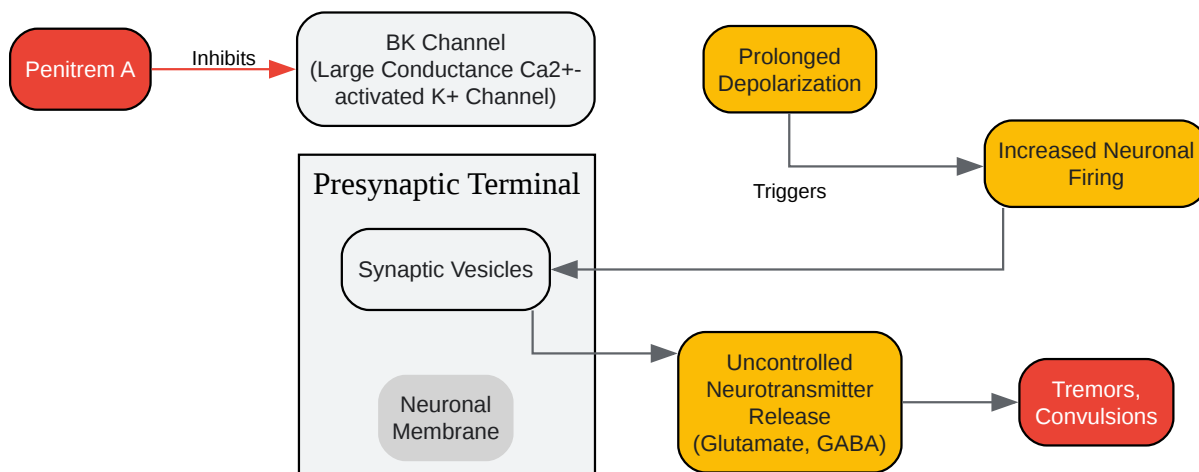 Penitrem A
Inhibits
BK Channel
(Large Conductance Ca2+-
activated K+ Channel)
Prolonged
Depolarization
Triggers
Increased Neuronal
Firing
Presynaptic Terminal
Synaptic Vesicles
Neuronal
Membrane
Uncontrolled
Neurotransmitter
Release
(Glutamate, GABA)
Tremors,
Convulsions